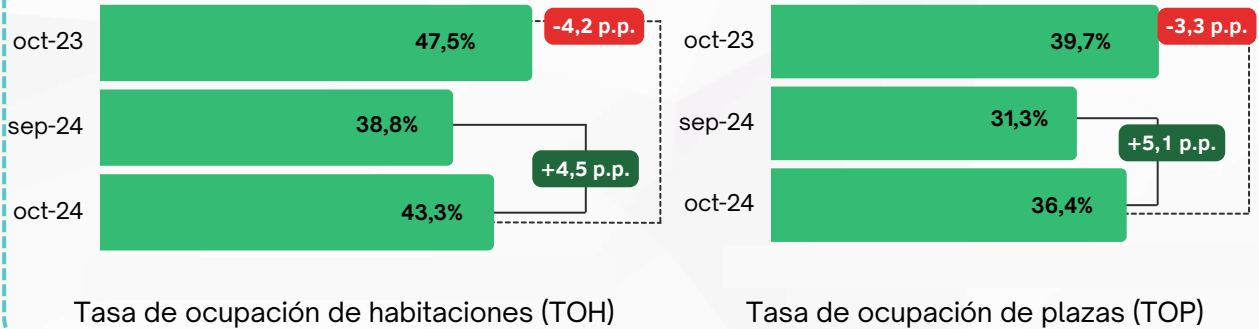 oct-23
47,5%
-4,2 p.p.
sep-24
38,8%
+4,5 p.p.
oct-24
43,3%
Tasa de ocupación de habitaciones (TOH)
oct-23
39,7%
-3,3 p.p.
sep-24
31,3%
+5,1 p.p.
oct-24
36,4%
Tasa de ocupación de plazas (TOP)